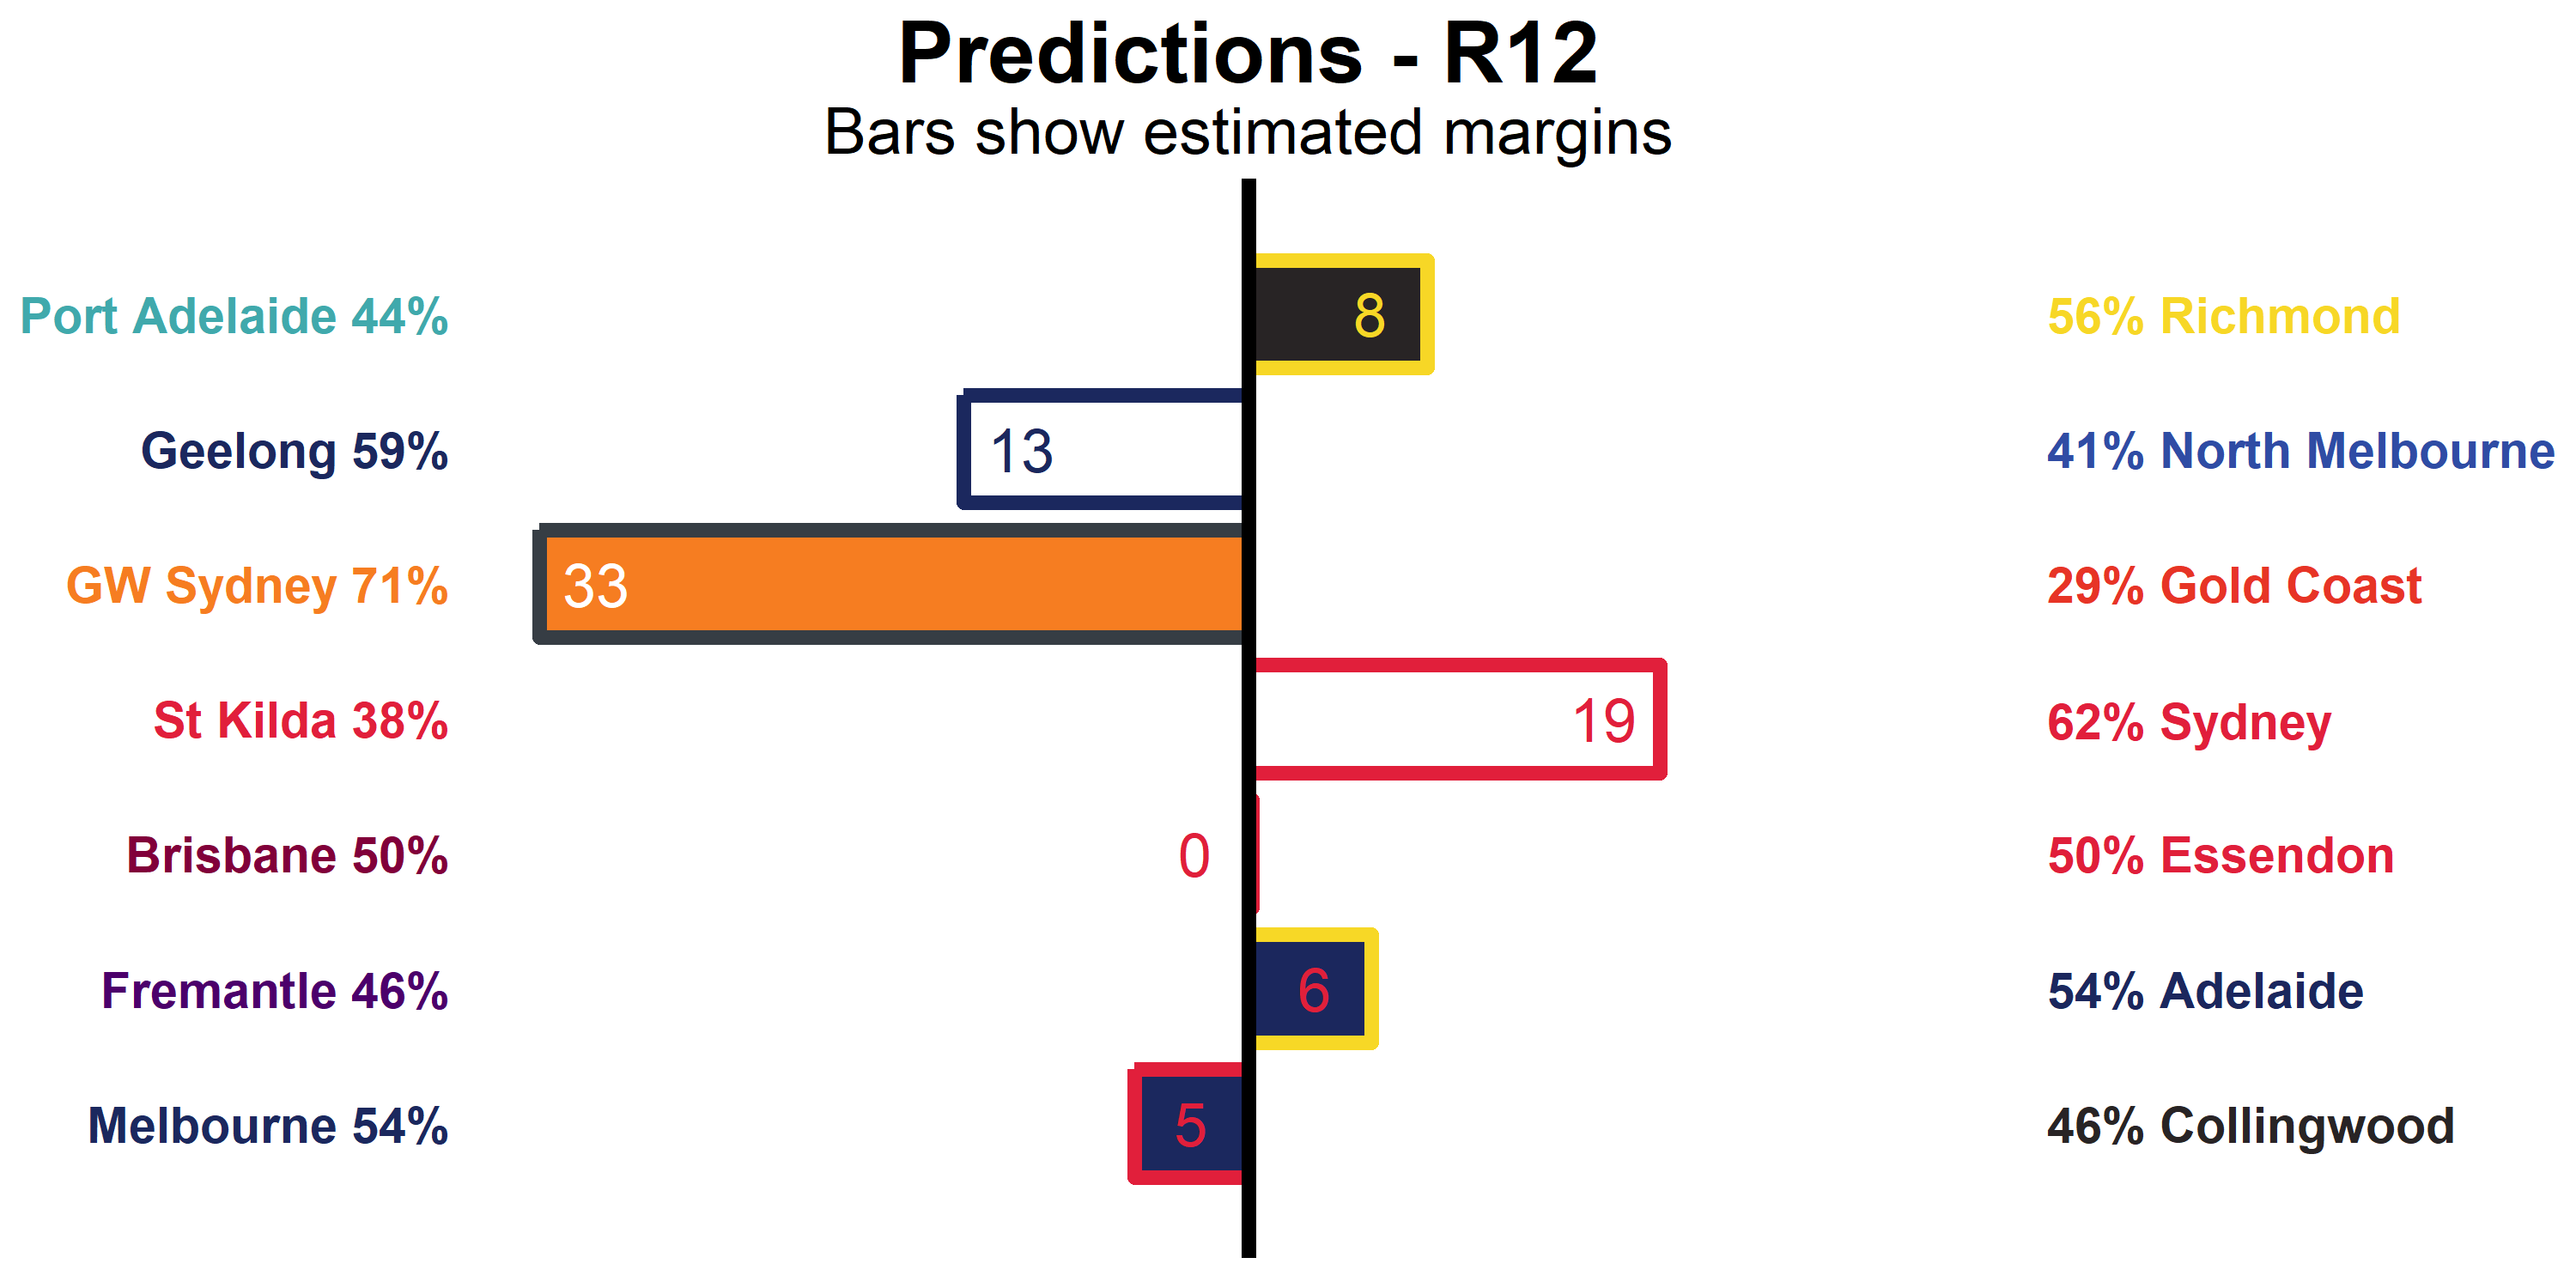 Predictions - R12
Bars show estimated margins
Port Adelaide 44% 8 56% Richmond
Geelong 59% 13 41% North Melbourne
GW Sydney 71% 33 29% Gold Coast
St Kilda 38% 19 62% Sydney
Brisbane 50% 0 50% Essendon
Fremantle 46% 6 54% Adelaide
Melbourne 54% 5 46% Collingwood